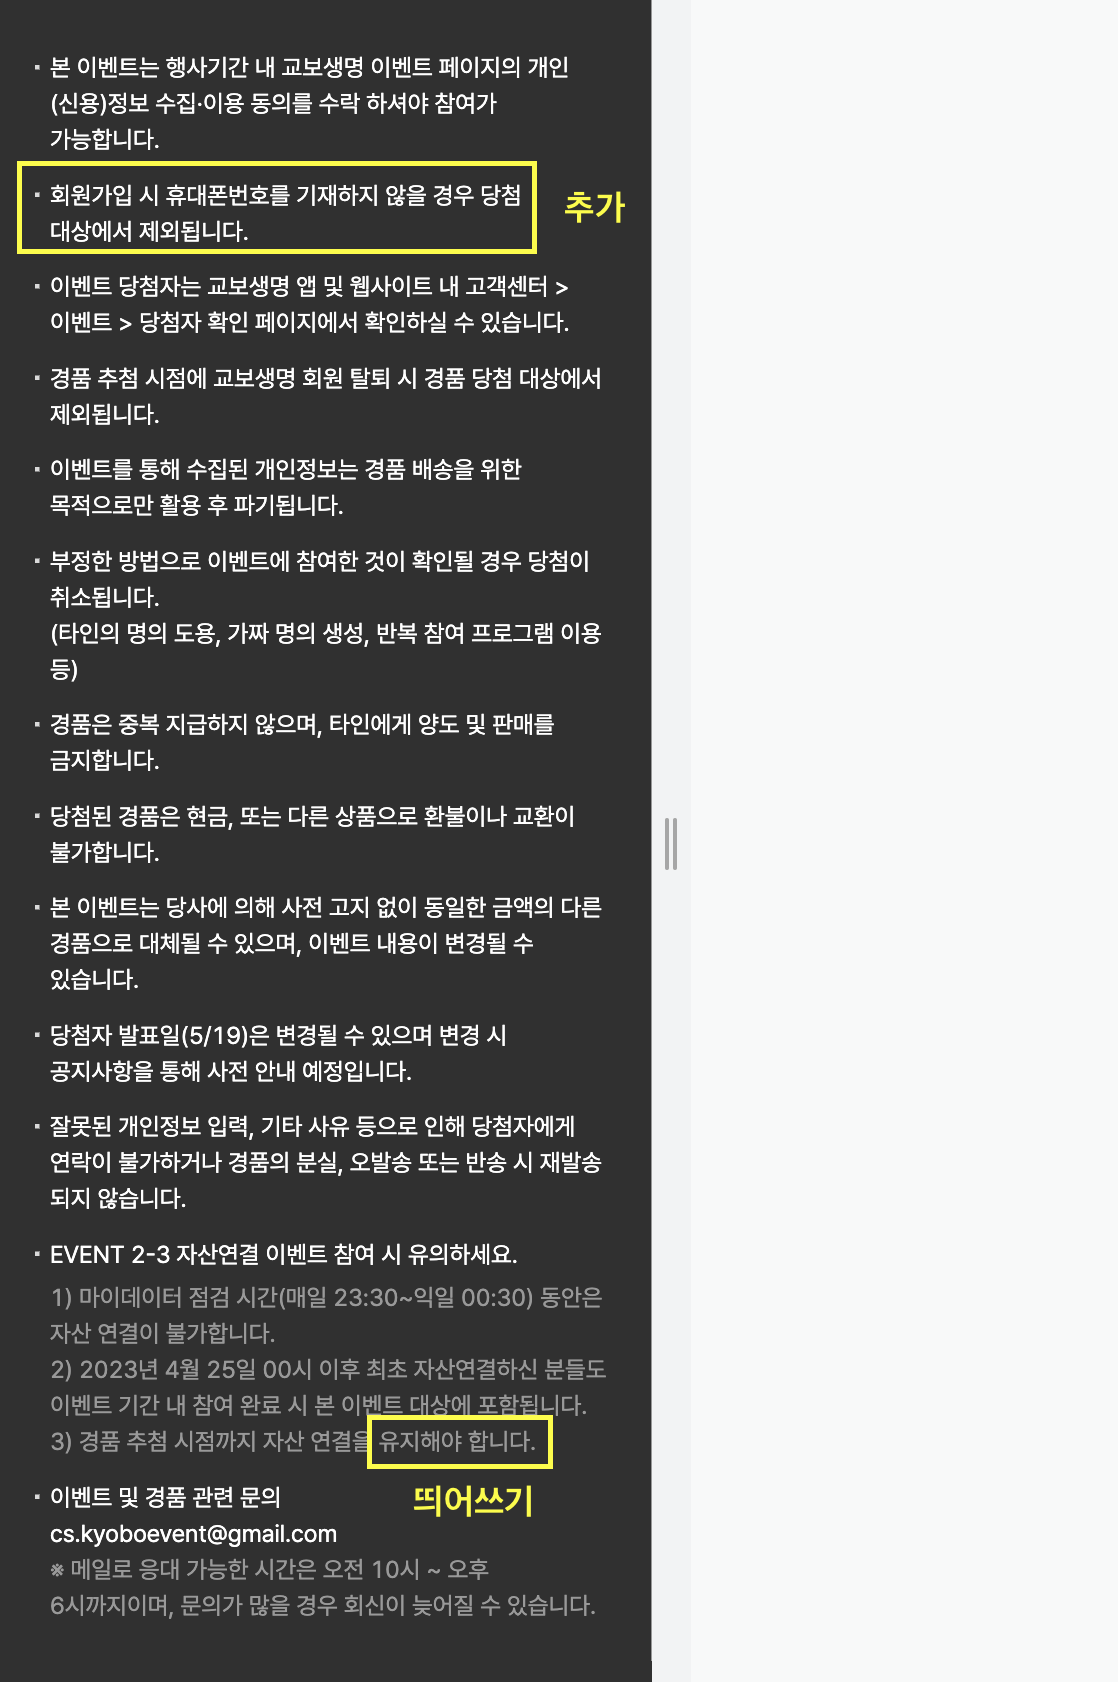 · 본 이벤트는 행사기간 내 교보생명 이벤트 페이지의 개인
(신용)정보 수집·이용 동의를 수락 하셔야 참여가
가능합니다.
· 회원가입 시 휴대폰번호를 기재하지 않을 경우 당첨
대상에서 제외됩니다.
추가
· 이벤트 당첨자는 교보생명 앱 및 웹사이트 내 고객센터 >
이벤트 > 당첨자 확인 페이지에서 확인하실 수 있습니다.
· 경품 추첨 시점에 교보생명 회원 탈퇴 시 경품 당첨 대상에서
제외됩니다.
· 이벤트를 통해 수집된 개인정보는 경품 배송을 위한
목적으로만 활용 후 파기됩니다.
· 부정한 방법으로 이벤트에 참여한 것이 확인될 경우 당첨이
취소됩니다.
(타인의 명의 도용, 가짜 명의 생성, 반복 참여 프로그램 이용
등)
· 경품은 중복 지급하지 않으며, 타인에게 양도 및 판매를
금지합니다.
· 당첨된 경품은 현금, 또는 다른 상품으로 환불이나 교환이
불가합니다.
· 본 이벤트는 당사에 의해 사전 고지 없이 동일한 금액의 다른
경품으로 대체될 수 있으며, 이벤트 내용이 변경될 수
있습니다.
· 당첨자 발표일(5/19)은 변경될 수 있으며 변경 시
공지사항을 통해 사전 안내 예정입니다.
· 잘못된 개인정보 입력, 기타 사유 등으로 인해 당첨자에게
연락이 불가하거나 경품의 분실, 오발송 또는 반송 시 재발송
되지 않습니다.
· EVENT 2-3 자산연결 이벤트 참여 시 유의하세요.
1) 마이데이터 점검 시간(매일 23:30~익일 00:30) 동안은
자산 연결이 불가합니다.
2) 2023년 4월 25일 00시 이후 최초 자산연결하신 분들도
이벤트 기간 내 참여 완료 시 본 이벤트 대상에 포함됩니다.
3) 경품 추첨 시점까지 자산 연결을 유지해야 합니다.
띄어쓰기
· 이벤트 및 경품 관련 문의
cs.kyoboevent@gmail.com
※ 메일로 응대 가능한 시간은 오전 10시 ~ 오후
6시까지이며, 문의가 많을 경우 회신이 늦어질 수 있습니다.